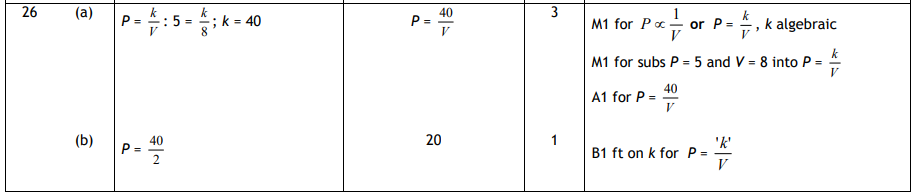 26 (a) P = k/V : 5 = k/8 ; k = 40 P = 40/V 3 M1 for P ∝ 1/V or P = k/V , k algebraic
M1 for subs P = 5 and V = 8 into P = k/V
A1 for P = 40/V
(b) P = 40/2 20 1 B1 ft on k for P = 'k'/V